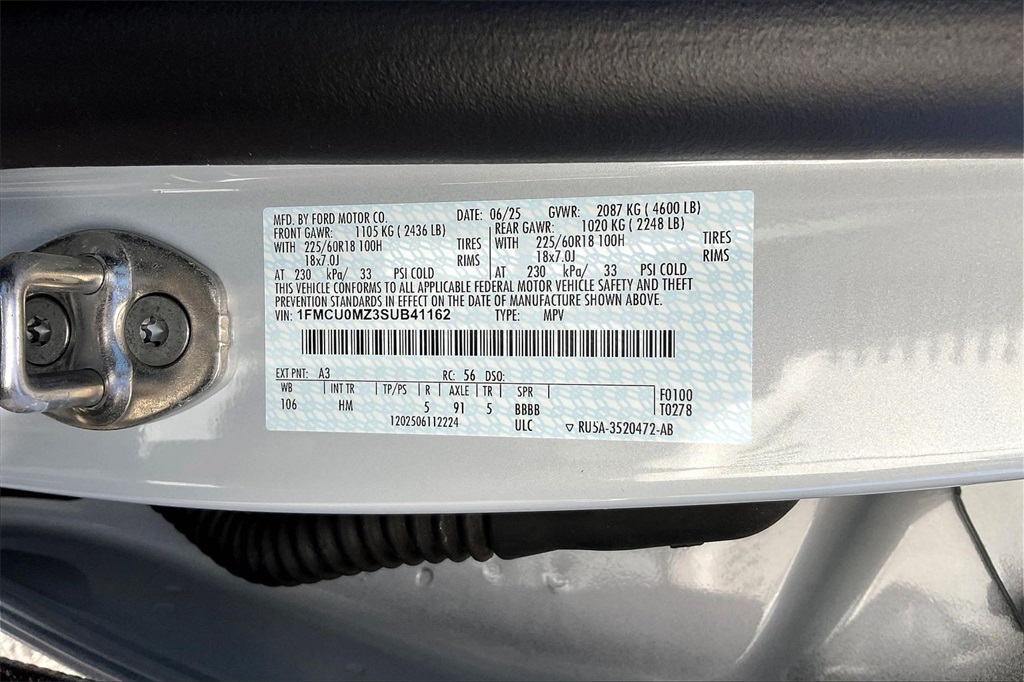 MFD. BY FORD MOTOR CO. DATE: 06/25 GVWR: 2087 KG ( 4600 LB)
FRONT GAWR: 1105 KG ( 2436 LB) REAR GAWR: 1020 KG ( 2248 LB)
WITH 225/60R18 100H TIRES WITH 225/60R18 100H TIRES
18x7.0J RIMS 18x7.0J RIMS
AT 230 kPa/ 33 PSI COLD AT 230 kPa/ 33 PSI COLD
THIS VEHICLE CONFORMS TO ALL APPLICABLE FEDERAL MOTOR VEHICLE SAFETY AND THEFT
PREVENTION STANDARDS IN EFFECT ON THE DATE OF MANUFACTURE SHOWN ABOVE.
VIN: 1FMCU0MZ3SUB41162 TYPE: MPV
EXT PNT: A3 RC: 56 DSO:
WB INT TR TP/PS R AXLE TR SPR F0100
106 HM 5 91 5 BBBB T0278
1202506112224 ULC ▽ RU5A-3520472-AB